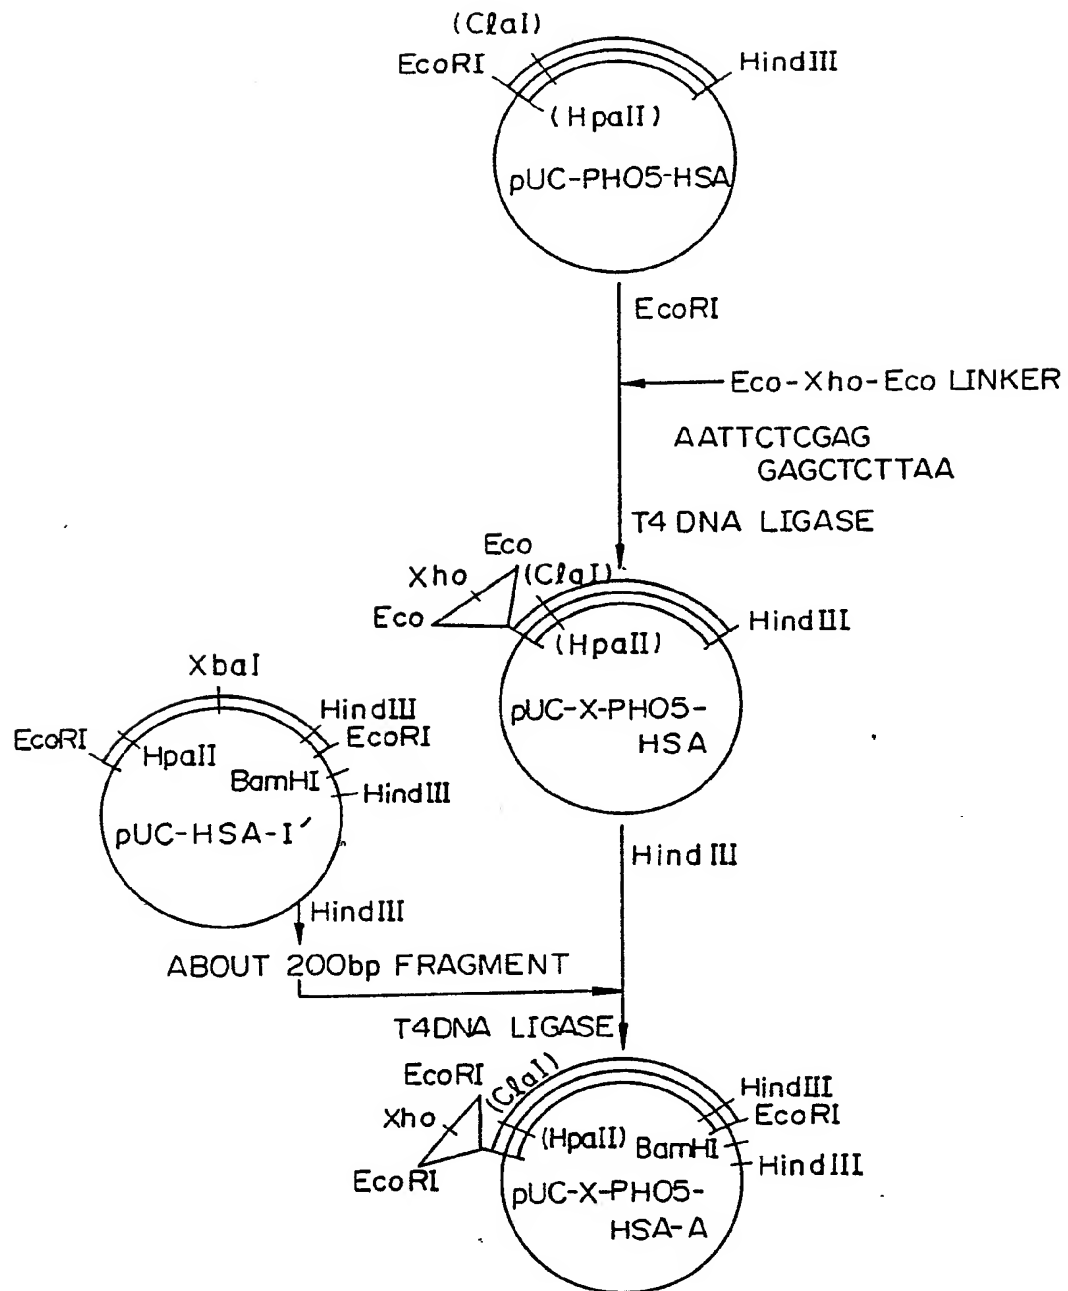 (ClaI)
EcoRI
HindIII
(HpaII)
pUC-PHO5-HSA
EcoRI
Eco-Xho-Eco LINKER
AATTCTCGAG
GAGCTCTTAA
T4 DNA LIGASE
Eco
Xho
(ClaI)
Eco
HindIII
(HpaII)
pUC-X-PHO5-
HSA
XbaI
HindIII
EcoRI
EcoRI
HpaII
BamHI
HindIII
pUC-HSA-I′
HindIII
HindIII
ABOUT 200bp FRAGMENT
T4DNA LIGASE
EcoRI
(ClaI)
Xho
HindIII
EcoRI
(HpaII)
BamHI
EcoRI
HindIII
pUC-X-PHO5-
HSA-A